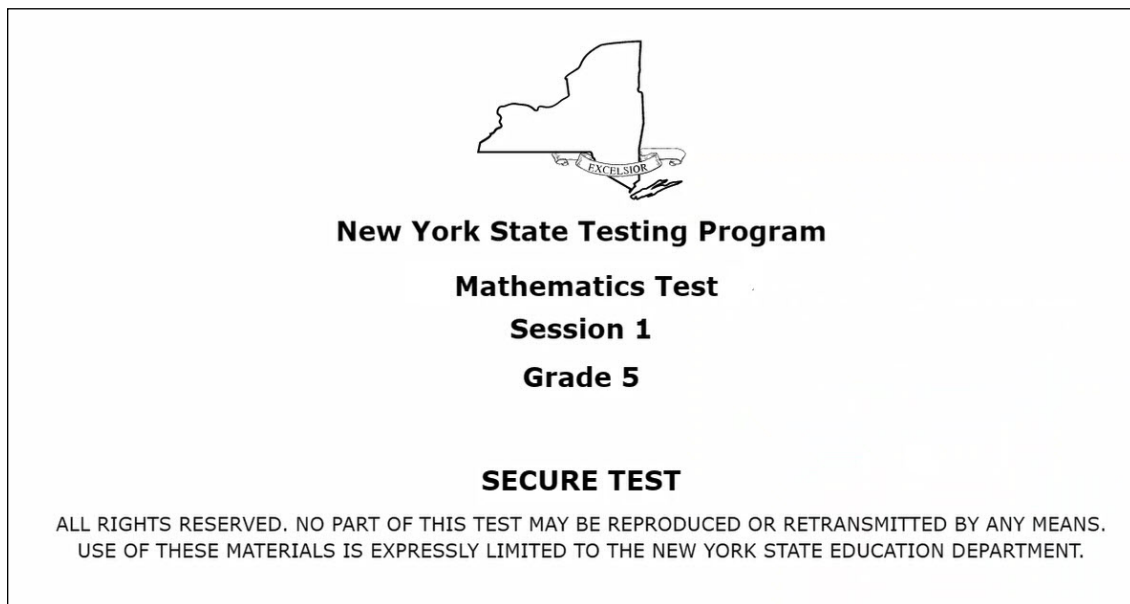 EXCELSIOR
New York State Testing Program
Mathematics Test
Session 1
Grade 5
SECURE TEST
ALL RIGHTS RESERVED. NO PART OF THIS TEST MAY BE REPRODUCED OR RETRANSMITTED BY ANY MEANS.
USE OF THESE MATERIALS IS EXPRESSLY LIMITED TO THE NEW YORK STATE EDUCATION DEPARTMENT.